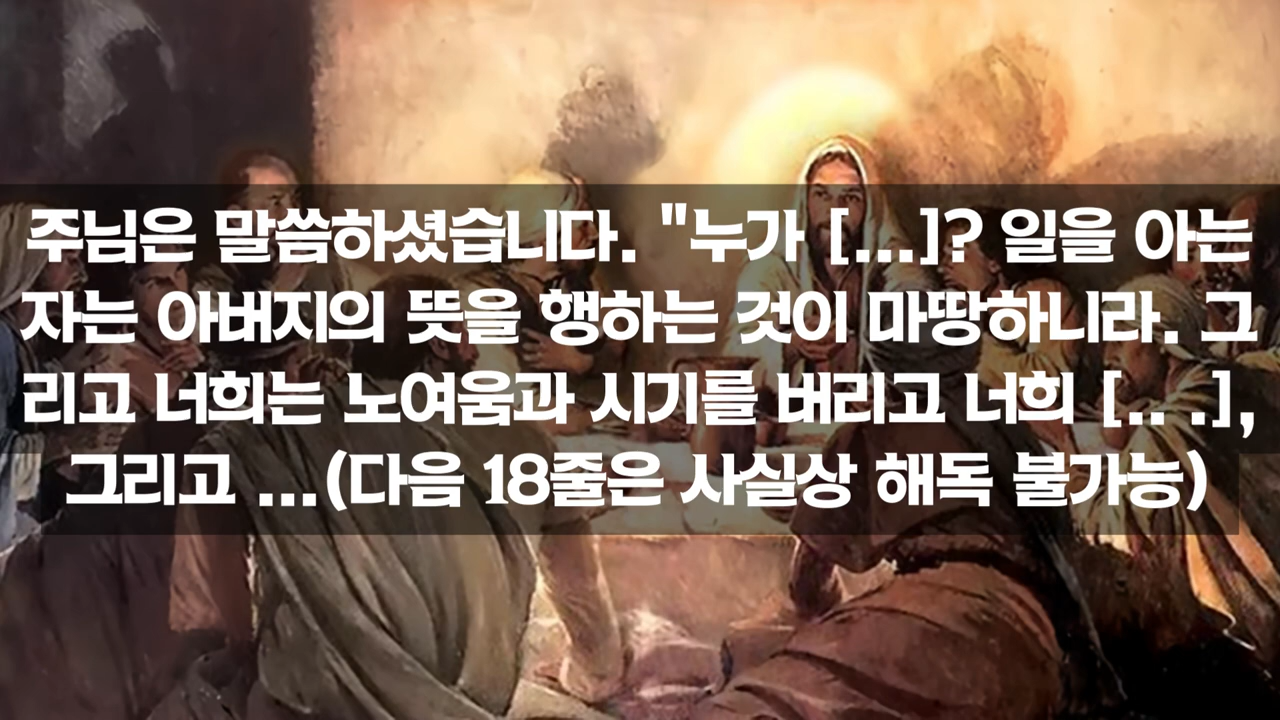 주님은 말씀하셨습니다. "누가 [...]? 일을 아는
자는 아버지의 뜻을 행하는 것이 마땅하니라. 그
리고 너희는 노여움과 시기를 버리고 너희 [.. .],
그리고 ...(다음 18줄은 사실상 해독 불가능)